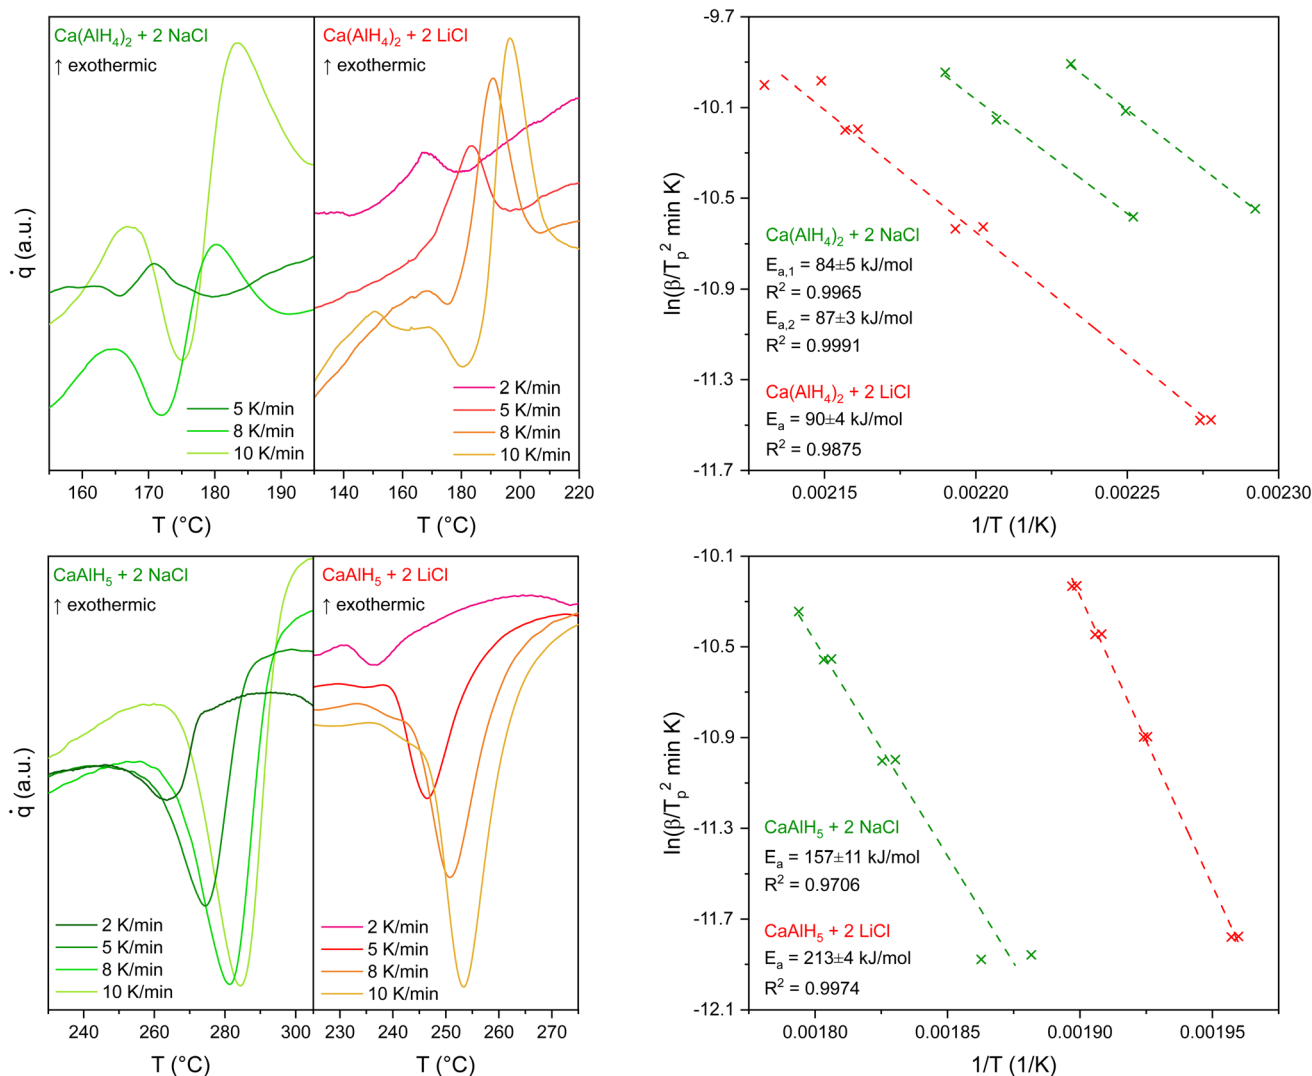 Ca(AlH₄)₂ + 2 NaCl
↑ exothermic
5 K/min
8 K/min
10 K/min
160 170 180 190
T (°C)
q̇ (a.u.)
Ca(AlH₄)₂ + 2 LiCl
↑ exothermic
2 K/min
5 K/min
8 K/min
10 K/min
140 160 180 200 220
T (°C)
-9.7
-10.1
-10.5
-10.9
-11.3
-11.7
ln(β/Tₚ² min K)
Ca(AlH₄)₂ + 2 NaCl
Eₐ,₁ = 84±5 kJ/mol
R² = 0.9965
Eₐ,₂ = 87±3 kJ/mol
R² = 0.9991
Ca(AlH₄)₂ + 2 LiCl
Eₐ = 90±4 kJ/mol
R² = 0.9875
0.00215 0.00220 0.00225 0.00230
1/T (1/K)
CaAlH₅ + 2 NaCl
↑ exothermic
2 K/min
5 K/min
8 K/min
10 K/min
240 260 280 300
T (°C)
q̇ (a.u.)
CaAlH₅ + 2 LiCl
↑ exothermic
2 K/min
5 K/min
8 K/min
10 K/min
230 240 250 260 270
T (°C)
-10.1
-10.5
-10.9
-11.3
-11.7
-12.1
ln(β/Tₚ² min K)
CaAlH₅ + 2 NaCl
Eₐ = 157±11 kJ/mol
R² = 0.9706
CaAlH₅ + 2 LiCl
Eₐ = 213±4 kJ/mol
R² = 0.9974
0.00180 0.00185 0.00190 0.00195
1/T (1/K)